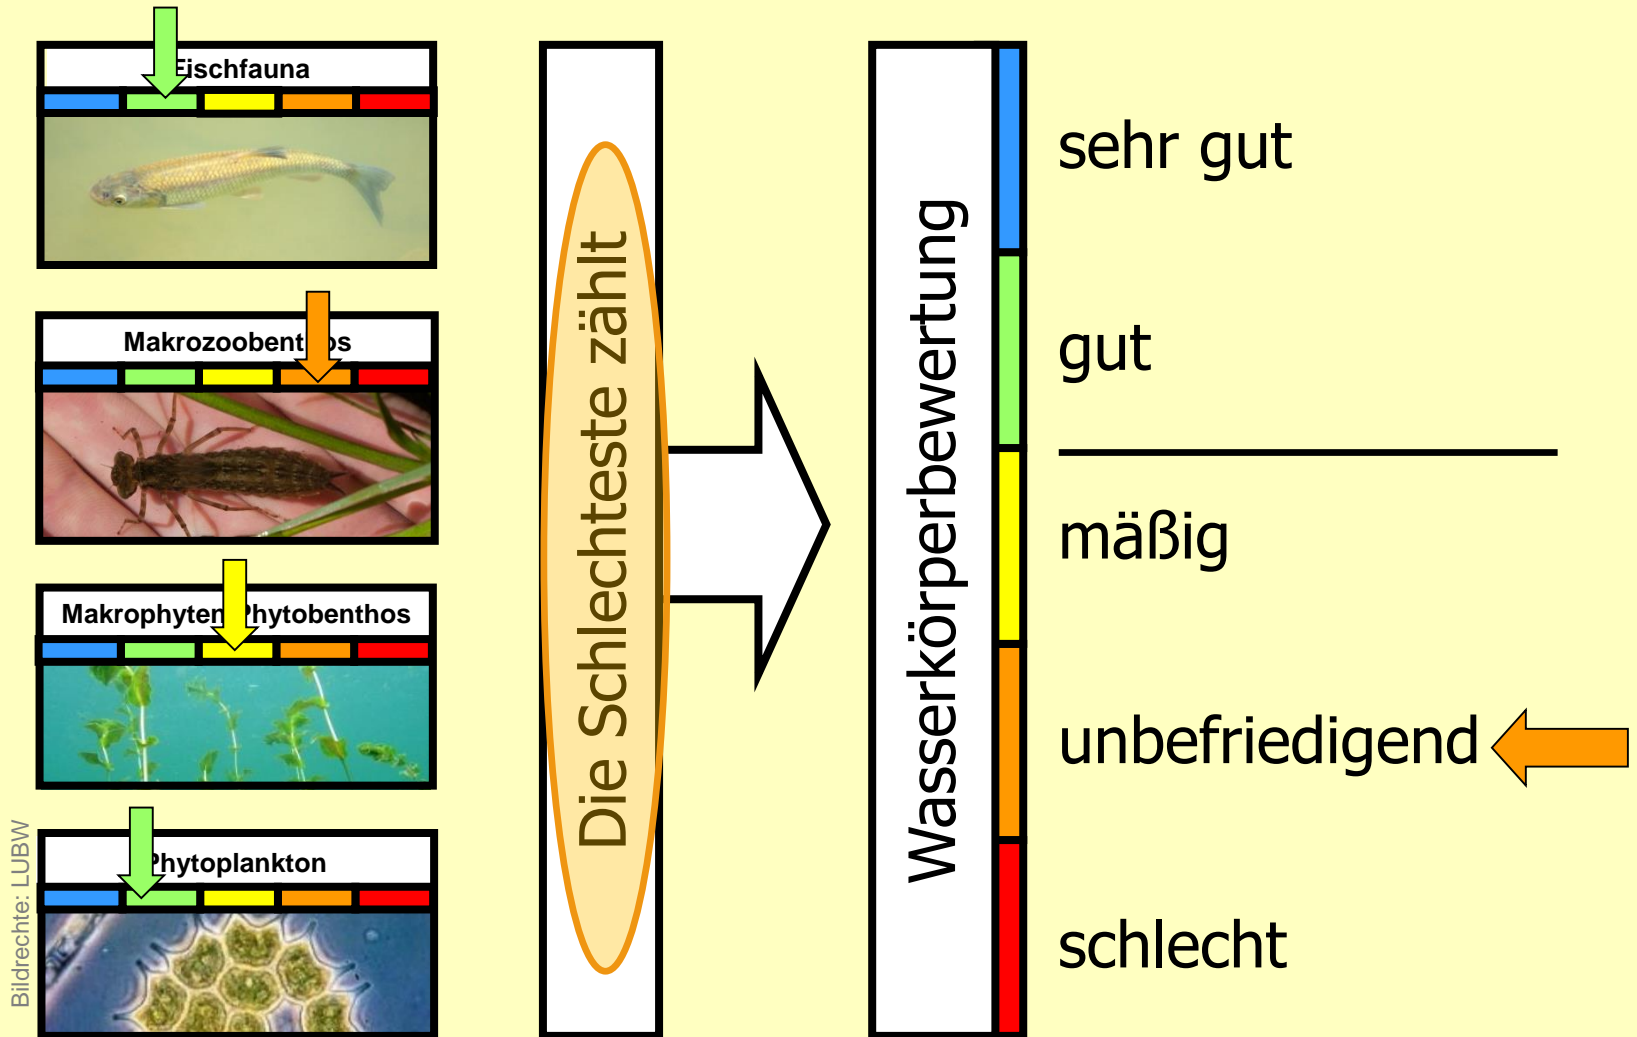 Fischfauna
Makrozoobenthos
Makrophyten/Phytobenthos
Phytoplankton
Bildrechte: LUBW
Die Schlechteste zählt
Wasserkörperbewertung
sehr gut
gut
mäßig
unbefriedigend
schlecht